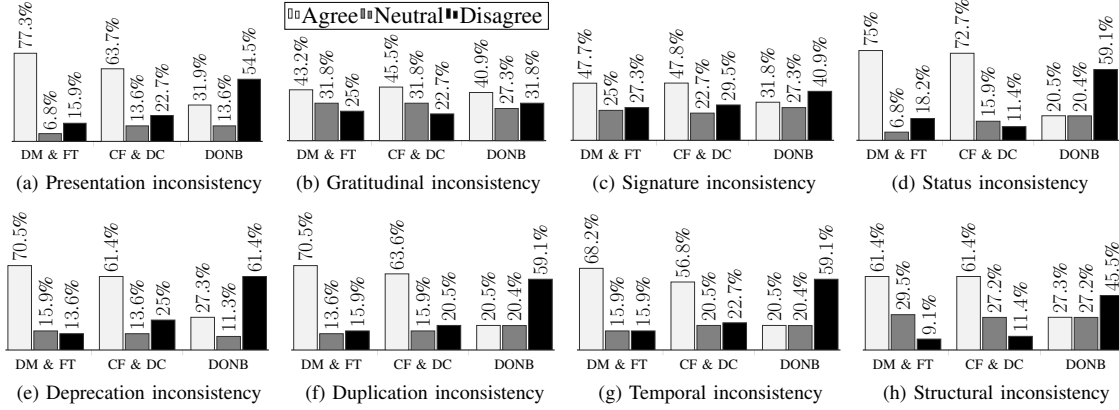 Agree Neutral Disagree
77.3% 6.8% 15.9% 63.7% 13.6% 22.7% 31.9% 13.6% 54.5%
DM & FT CF & DC DONB
(a) Presentation inconsistency
43.2% 31.8% 25% 45.5% 31.8% 22.7% 40.9% 27.3% 31.8%
DM & FT CF & DC DONB
(b) Gratitudinal inconsistency
47.7% 25% 27.3% 47.8% 22.7% 29.5% 31.8% 27.3% 40.9%
DM & FT CF & DC DONB
(c) Signature inconsistency
75% 6.8% 18.2% 72.7% 15.9% 11.4% 20.5% 20.4% 59.1%
DM & FT CF & DC DONB
(d) Status inconsistency
70.5% 15.9% 13.6% 61.4% 13.6% 25% 27.3% 11.3% 61.4%
DM & FT CF & DC DONB
(e) Deprecation inconsistency
70.5% 13.6% 15.9% 63.6% 15.9% 20.5% 20.5% 20.4% 59.1%
DM & FT CF & DC DONB
(f) Duplication inconsistency
68.2% 15.9% 15.9% 56.8% 20.5% 22.7% 20.5% 20.4% 59.1%
DM & FT CF & DC DONB
(g) Temporal inconsistency
61.4% 29.5% 9.1% 61.4% 27.2% 11.4% 27.3% 27.2% 45.5%
DM & FT CF & DC DONB
(h) Structural inconsistency